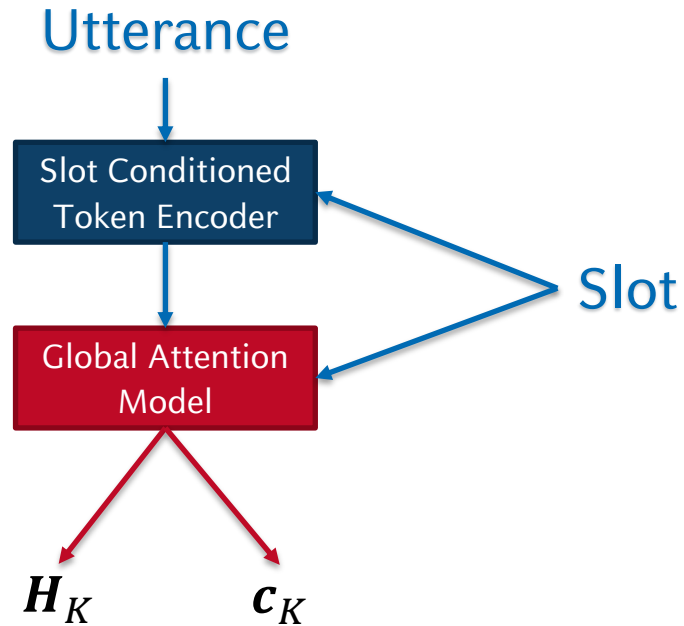 Utterance
Slot Conditioned
Token Encoder
Slot
Global Attention
Model
H_K
c_K